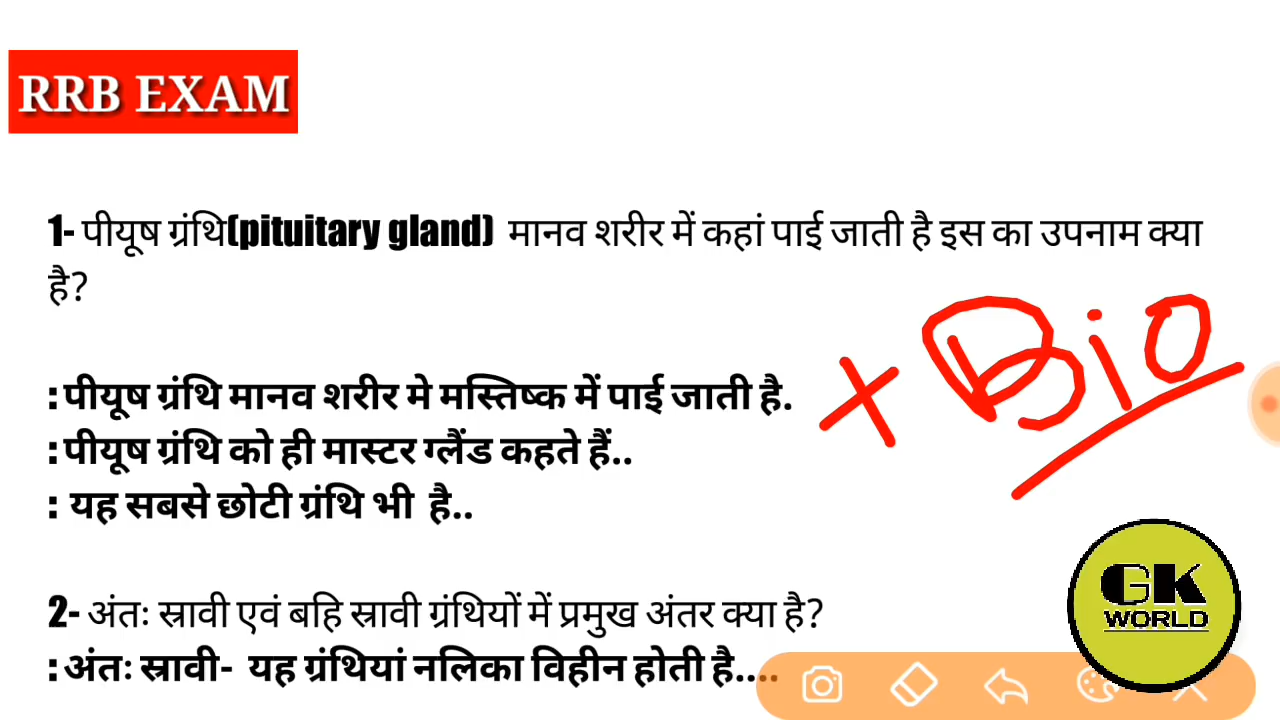 RRB EXAM
1- पीयूष ग्रंथि(pituitary gland) मानव शरीर में कहां पाई जाती है इस का उपनाम क्या
है?
: पीयूष ग्रंथि मानव शरीर मे मस्तिष्क में पाई जाती है.
: पीयूष ग्रंथि को ही मास्टर ग्लैंड कहते हैं..
: यह सबसे छोटी ग्रंथि भी है..
+ Bio
2- अंतः स्रावी एवं बहि स्रावी ग्रंथियों में प्रमुख अंतर क्या है?
: अंतः स्रावी- यह ग्रंथियां नलिका विहीन होती है....
GK
WORLD